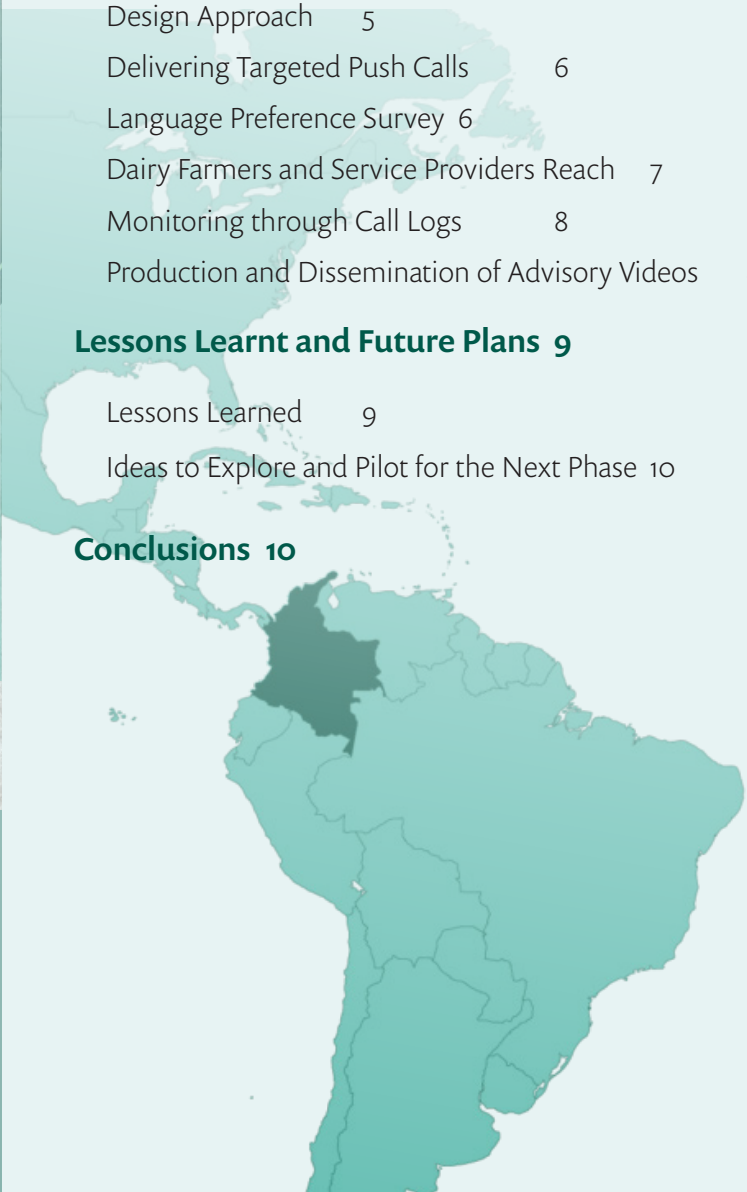 Design Approach 5
Delivering Targeted Push Calls 6
Language Preference Survey 6
Dairy Farmers and Service Providers Reach 7
Monitoring through Call Logs 8
Production and Dissemination of Advisory Videos
Lessons Learnt and Future Plans 9
Lessons Learned 9
Ideas to Explore and Pilot for the Next Phase 10
Conclusions 10